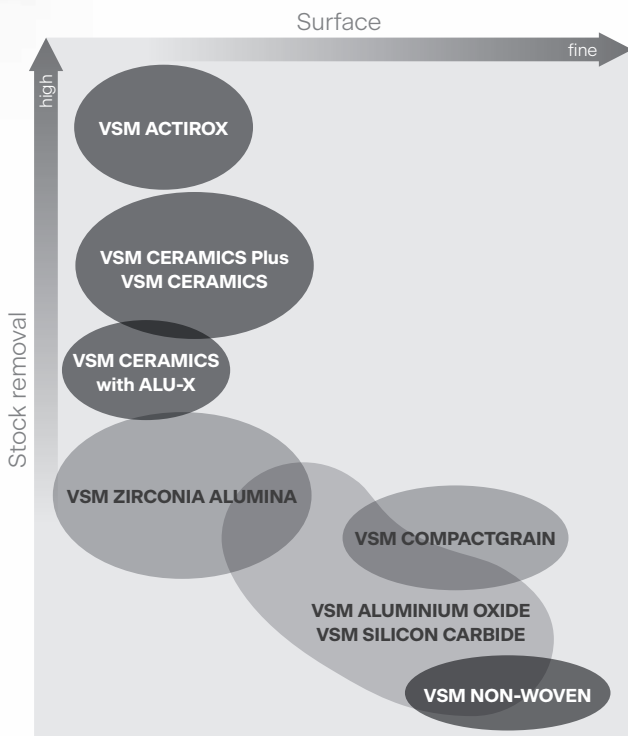 Surface
fine
high
Stock removal
VSM ACTIROX
VSM CERAMICS Plus
VSM CERAMICS
VSM CERAMICS
with ALU-X
VSM ZIRCONIA ALUMINA
VSM COMPACTGRAIN
VSM ALUMINIUM OXIDE
VSM SILICON CARBIDE
VSM NON-WOVEN